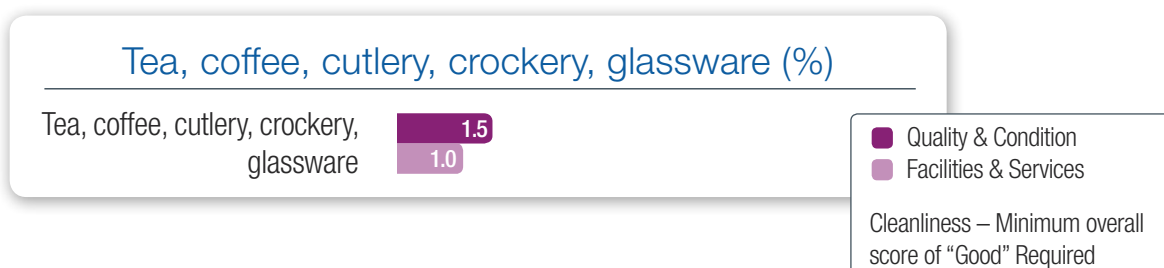 Tea, coffee, cutlery, crockery, glassware (%)
Tea, coffee, cutlery, crockery,
glassware
1.5
1.0
Quality & Condition
Facilities & Services
Cleanliness – Minimum overall
score of “Good” Required